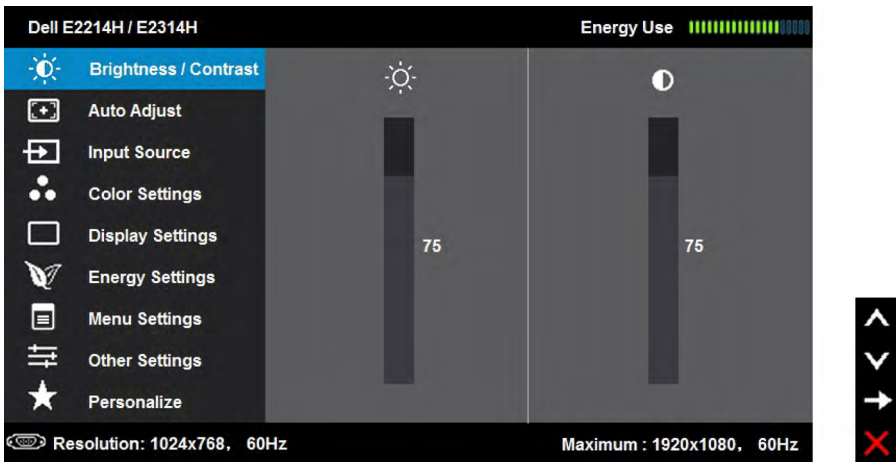 Dell E2214H / E2314H
Energy Use
Brightness / Contrast
Auto Adjust
Input Source
Color Settings
Display Settings
Energy Settings
Menu Settings
Other Settings
Personalize
75
75
Resolution: 1024x768, 60Hz
Maximum : 1920x1080, 60Hz